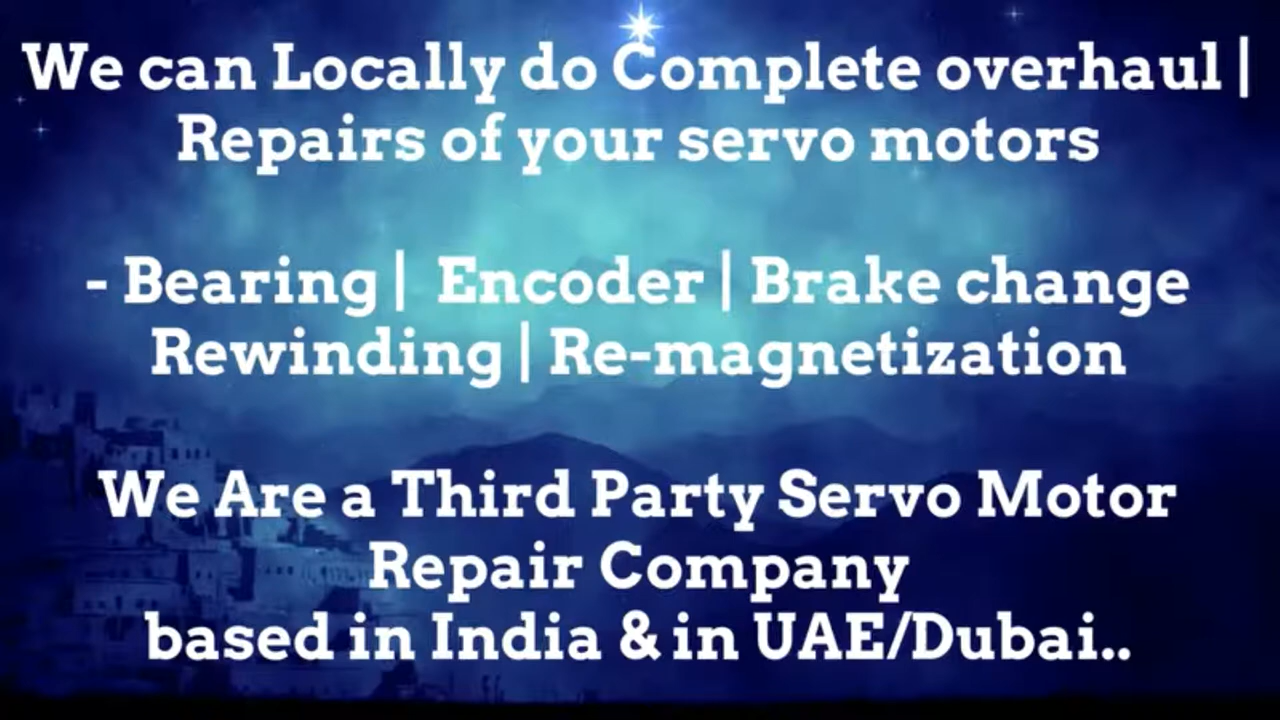 We can Locally do Complete overhaul |
Repairs of your servo motors
- Bearing | Encoder | Brake change
Rewinding | Re-magnetization
We Are a Third Party Servo Motor
Repair Company
based in India & in UAE/Dubai..